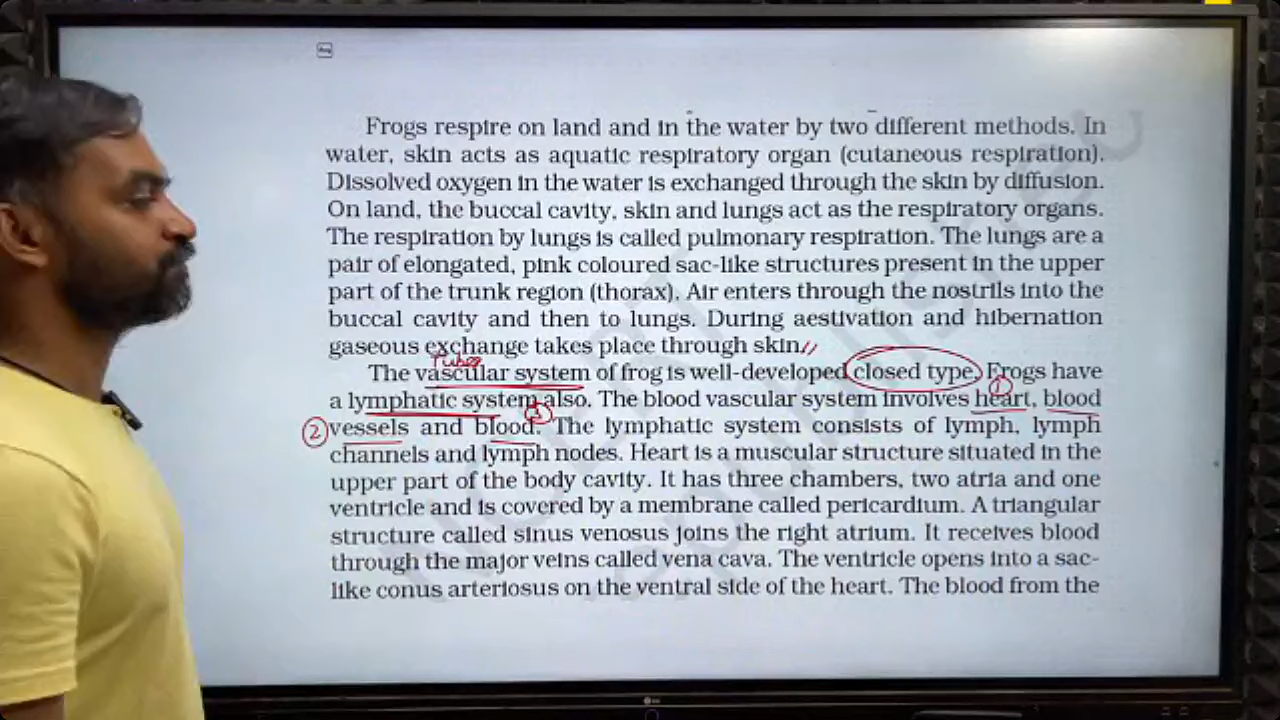 Frogs respire on land and in the water by two different methods. In
water, skin acts as aquatic respiratory organ (cutaneous respiration).
Dissolved oxygen in the water is exchanged through the skin by diffusion.
On land, the buccal cavity, skin and lungs act as the respiratory organs.
The respiration by lungs is called pulmonary respiration. The lungs are a
pair of elongated, pink coloured sac-like structures present in the upper
part of the trunk region (thorax). Air enters through the nostrils into the
buccal cavity and then to lungs. During aestivation and hibernation
gaseous exchange takes place through skin.
Tubes
The vascular system of frog is well-developed closed type. Frogs have
1
a lymphatic system also. The blood vascular system involves heart, blood
2 vessels and blood. The lymphatic system consists of lymph, lymph
channels and lymph nodes. Heart is a muscular structure situated in the
upper part of the body cavity. It has three chambers, two atria and one
ventricle and is covered by a membrane called pericardium. A triangular
structure called sinus venosus joins the right atrium. It receives blood
through the major veins called vena cava. The ventricle opens into a sac-
like conus arteriosus on the ventral side of the heart. The blood from the